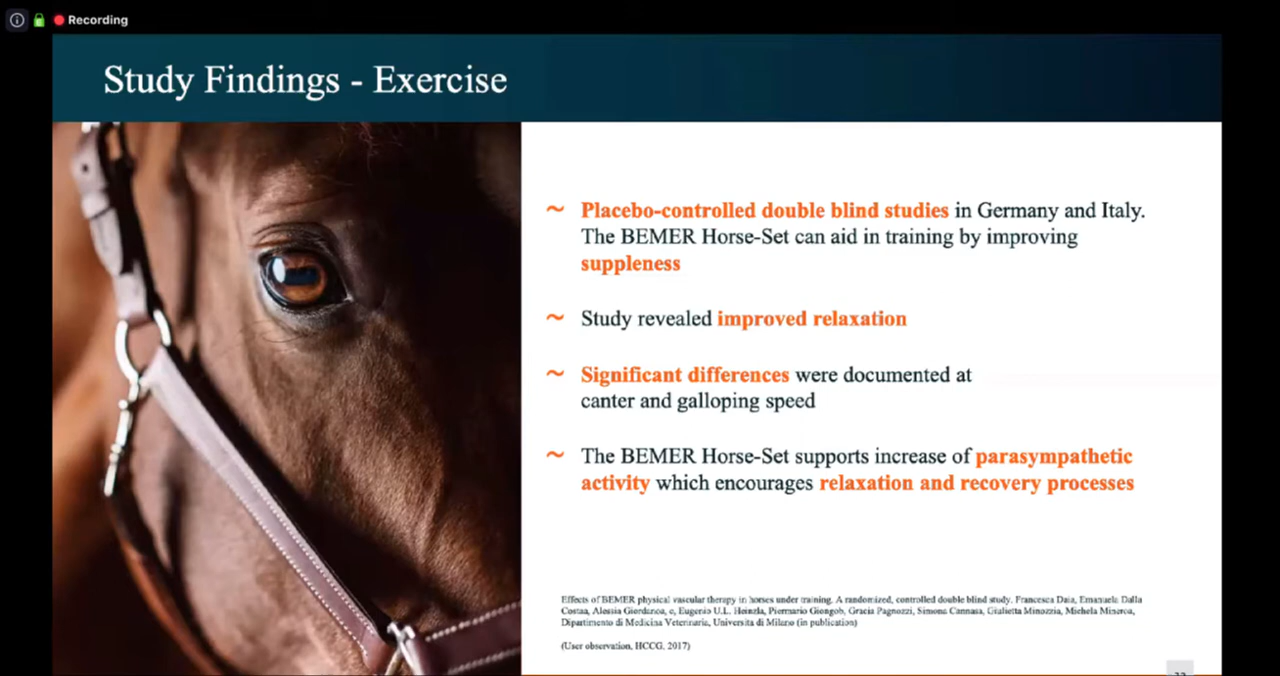 Recording
Study Findings - Exercise
~ Placebo-controlled double blind studies in Germany and Italy.
The BEMER Horse-Set can aid in training by improving
suppleness
~ Study revealed improved relaxation
~ Significant differences were documented at
canter and galloping speed
~ The BEMER Horse-Set supports increase of parasympathetic
activity which encourages relaxation and recovery processes
Effects of BEMER physical vascular therapy in horses under training. A randomized, controlled double blind study. Francesca Daia, Emanuela Dalla
Costaa, Alessia Giordanoa, c, Eugenio U.L. Heinzla, Piermario Giongob, Gracia Pagnozzi, Simona Cannasa, Giulietta Minozzia, Michela Mineroa,
Dipartimento di Medicina Veterinaria, Universita di Milano (in publication)
(User observation, HCCG, 2017)